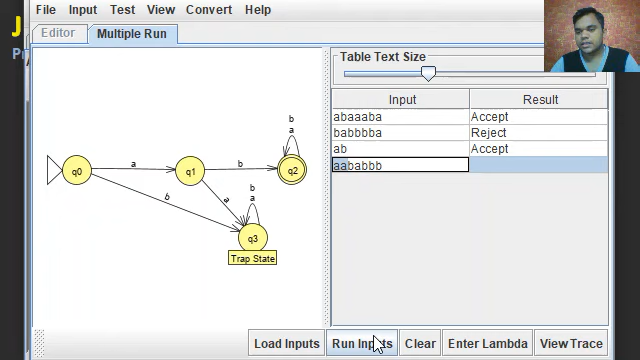 File Input Test View Convert Help
J
Editor Multiple Run
Table Text Size
Input Result
abaaaba Accept
babbbba Reject
ab Accept
aababbb
b
a
a b
q0 q1 q2
b a
b
a
q3
Trap State
Load Inputs Run Inputs Clear Enter Lambda View Trace